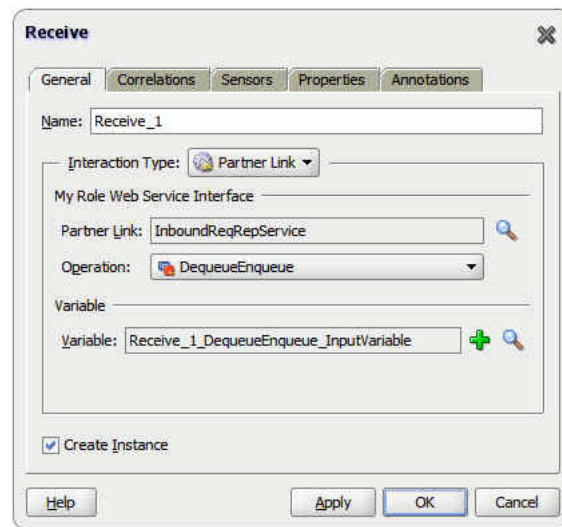 Receive
General Correlations Sensors Properties Annotations
Name: Receive_1
Interaction Type: Partner Link
My Role Web Service Interface
Partner Link: InboundReqRepService
Operation: DequeueEnqueue
Variable
Variable: Receive_1_DequeueEnqueue_InputVariable
Create Instance
Help Apply OK Cancel